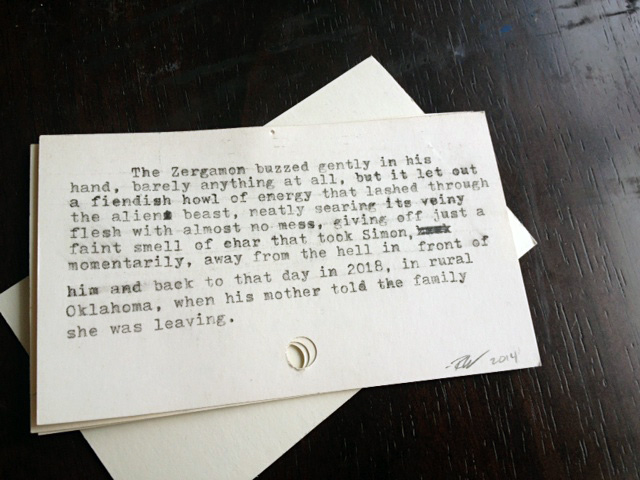 The Zergamon buzzed gently in his
hand, barely anything at all, but it let out
a fiendish howl of energy that lashed through
the alien beast, neatly searing its veiny
flesh with almost no mess, giving off just a
faint smell of char that took Simon,
momentarily, away from the hell in front of
him and back to that day in 2018, in rural
Oklahoma, when his mother told the family
she was leaving.
-RW 2014